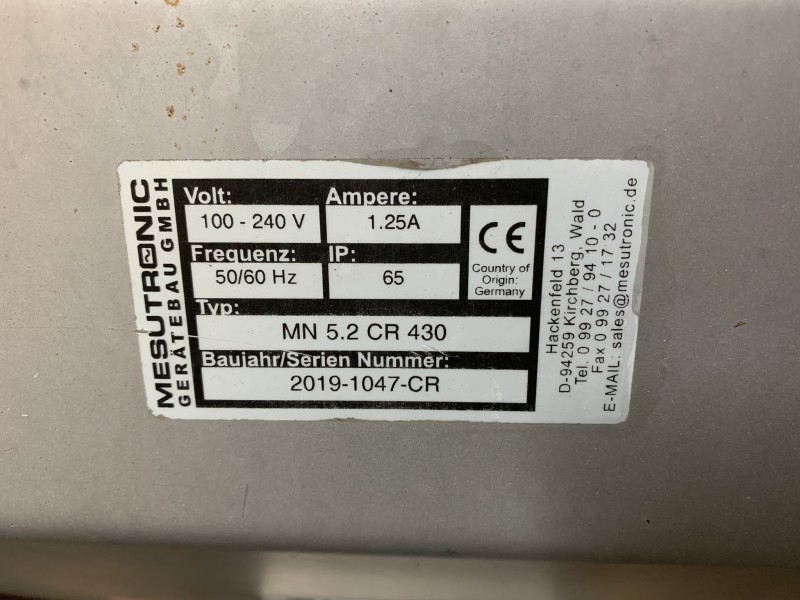 MESUTRONIC
GERÄTEBAU GMBH
Volt:
Ampere:
100 - 240 V
1.25A
Frequenz:
IP:
50/60 Hz
65
CE
Country of
Origin:
Germany
Typ:
MN 5.2 CR 430
Baujahr/Serien Nummer:
2019-1047-CR
Hackenfeld 13
D-94259 Kirchberg, Wald
Tel. 0 99 27 / 94 10 - 0
Fax 0 99 27 / 17 32
E-MAIL: sales@mesutronic.de